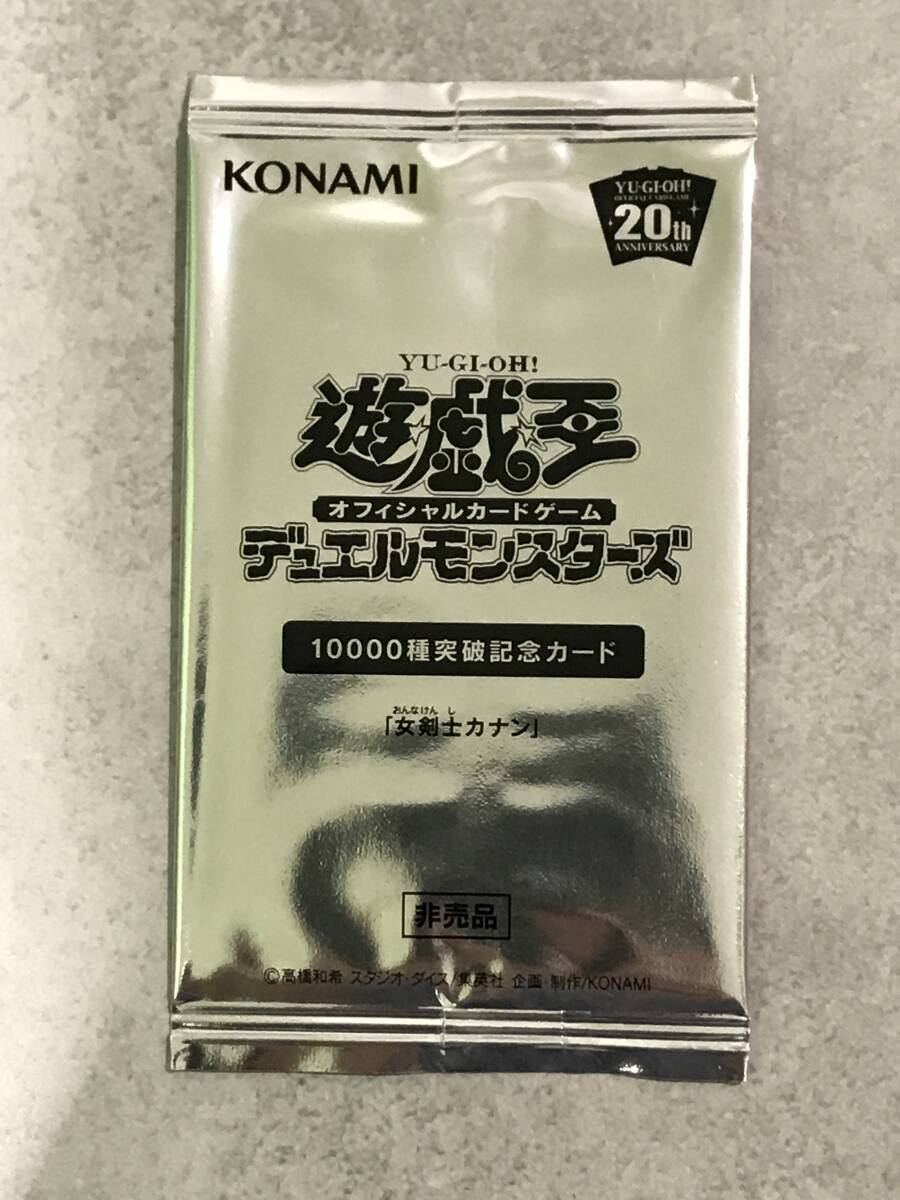 KONAMI
YU-GI-OH!
OFFICIAL CARD GAME
20th
ANNIVERSARY
YU-GI-OH!
遊☆戯☆王
オフィシャルカードゲーム
デュエルモンスターズ
10000種突破記念カード
おんなけんし
「女剣士カナン」
非売品
©高橋和希 スタジオ・ダイス/集英社 企画・制作/KONAMI